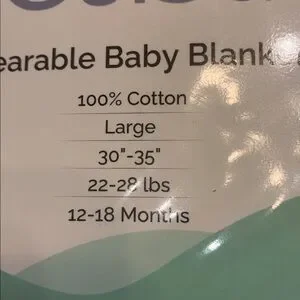 earable Baby Blank
100% Cotton
Large
30"-35"
22-28 lbs
12-18 Months